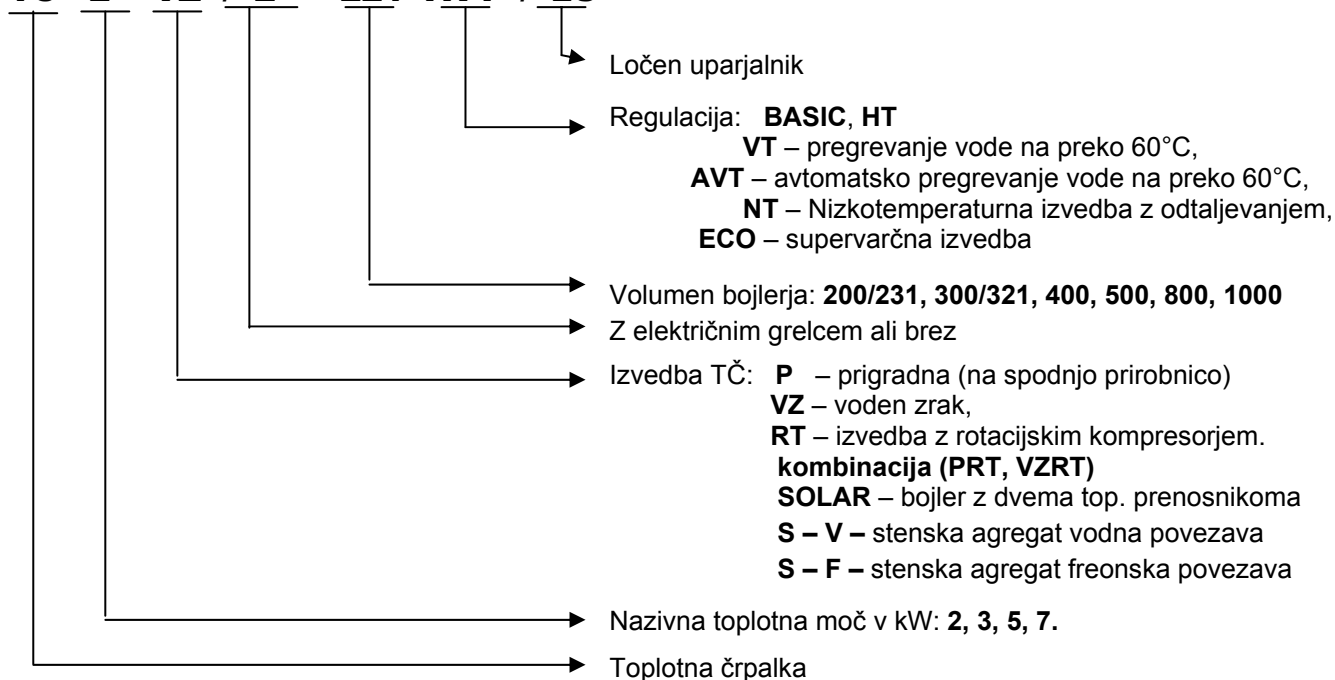 Ločen uparjalnik
Regulacija: BASIC, HT
VT – pregrevanje vode na preko 60°C,
AVT – avtomatsko pregrevanje vode na preko 60°C,
NT – Nizkotemperaturna izvedba z odtaljevanjem,
ECO – supervarčna izvedba
Volumen bojlerja: 200/231, 300/321, 400, 500, 800, 1000
Z električnim grelcem ali brez
Izvedba TČ: P – prigradna (na spodnjo prirobnico)
VZ – voden zrak,
RT – izvedba z rotacijskim kompresorjem.
kombinacija (PRT, VZRT)
SOLAR – bojler z dvema top. prenosnikoma
S – V – stenska agregat vodna povezava
S – F – stenska agregat freonska povezava
Nazivna toplotna moč v kW: 2, 3, 5, 7.
Toplotna črpalka